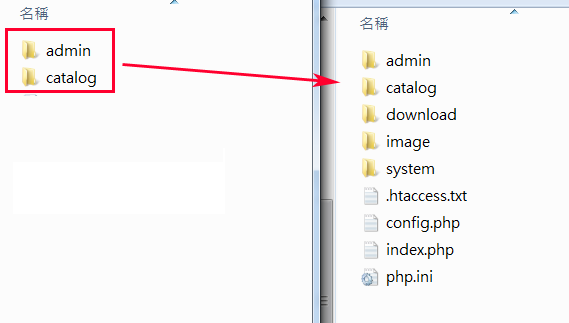 名稱
admin
catalog
名稱
admin
catalog
download
image
system
.htaccess.txt
config.php
index.php
php.ini